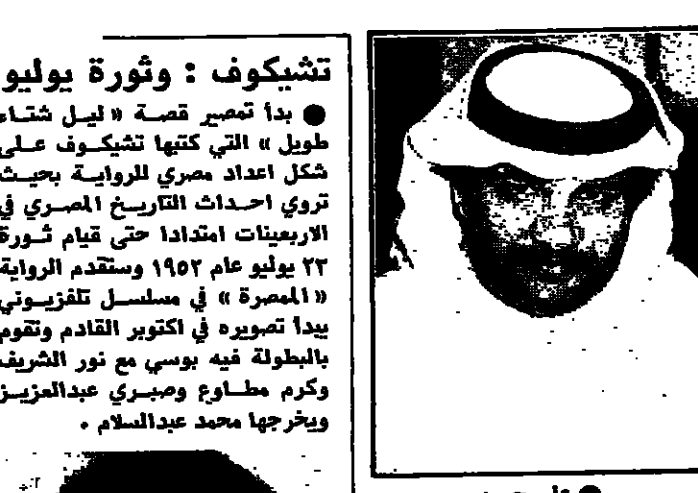 تشيكوف : وثورة يوليو
● بدأ تمصير قصة « ليل شتاء
طويل » التي كتبها تشيكوف على
شكل اعداد مصري للرواية بحيث
تروي احداث التاريخ المصري في
الاربعينات امتدادا حتى قيام ثورة
٢٣ يوليو عام ١٩٥٢ وستقدم الرواية
« الممصرة » في مسلسل تلفزيوني
يبدأ تصويره في اكتوبر القادم وتقوم
بالبطولة فيه بوسي مع نور الشريف
وكرم مطاوع وصبري عبدالعزيز
ويخرجها محمد عبدالسلام .